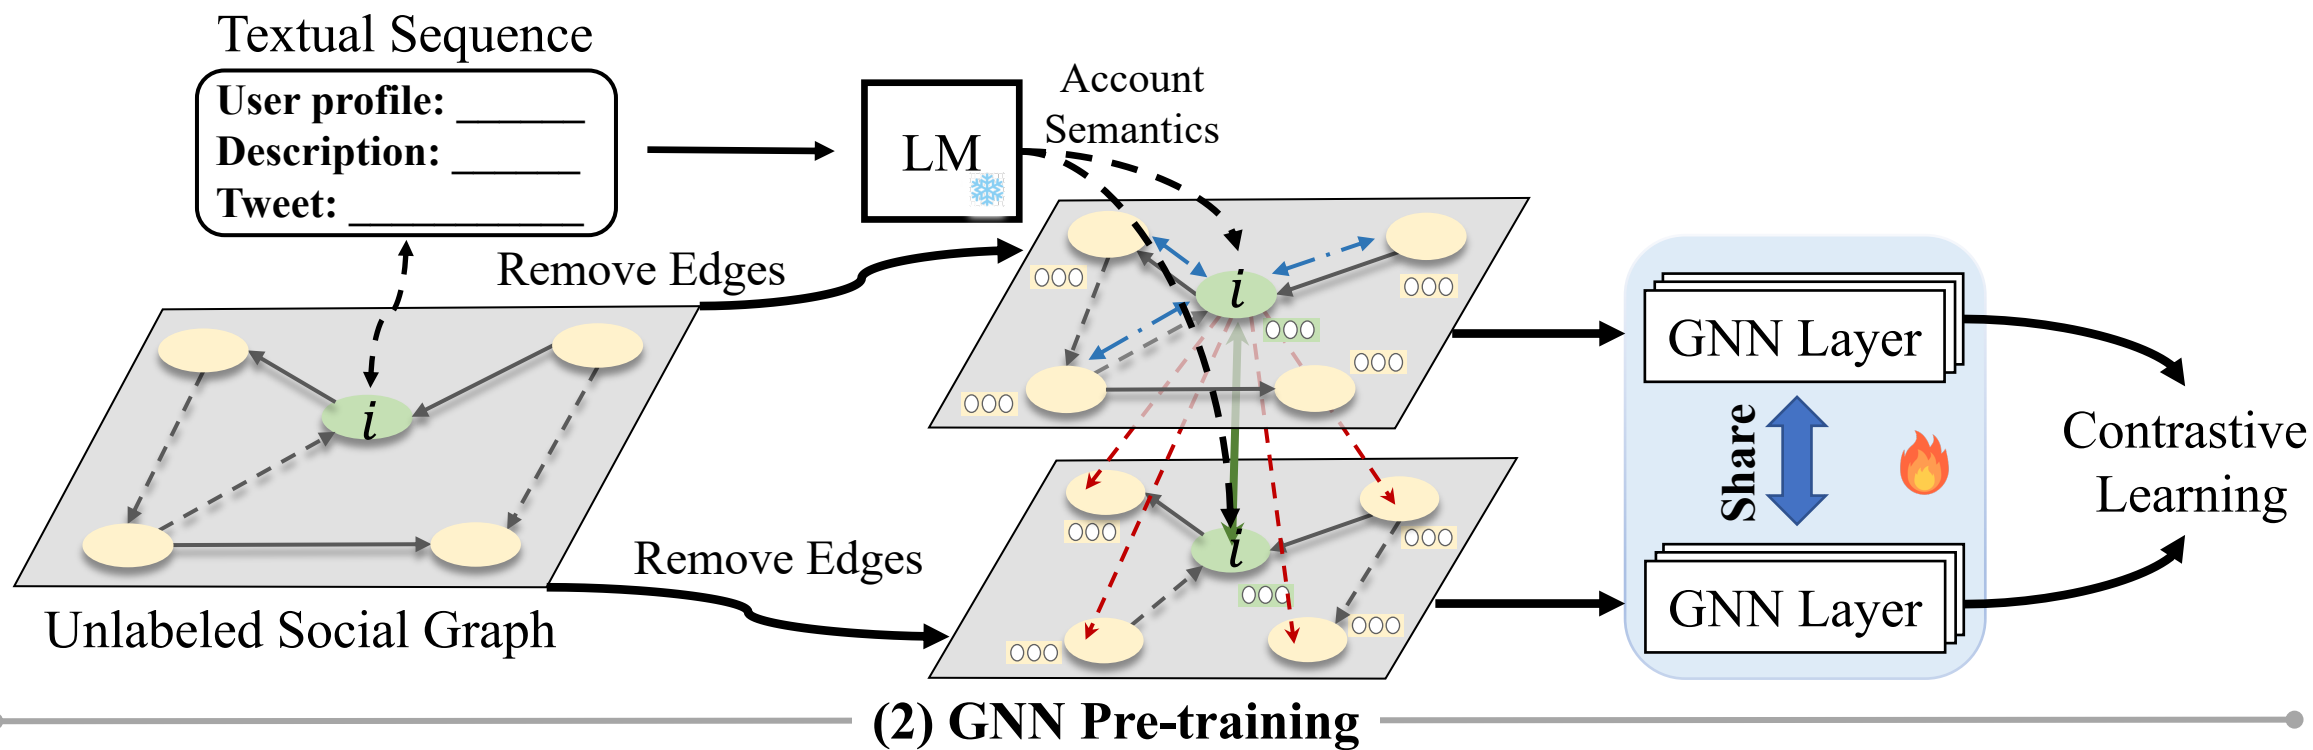 Textual Sequence
User profile: ______
Description: ______
Tweet: ___________
LM
Account
Semantics
Remove Edges
i
i
GNN Layer
Share
Contrastive
Learning
i
Remove Edges
GNN Layer
Unlabeled Social Graph
(2) GNN Pre-training